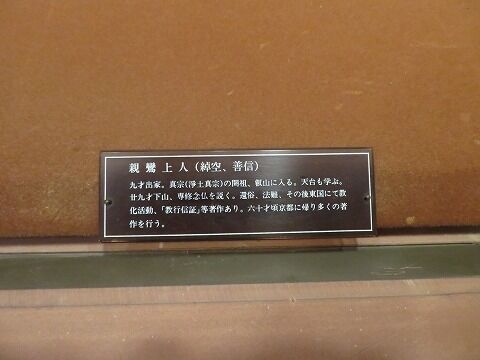 親鸞上人(綽空、善信)
九才出家。真宗(浄土真宗)の開祖、叡山に入る。天台も学ぶ。
廿九才下山、専修念仏を説く。還俗、法難、その後東国にて教
化活動、「教行信証」等著作あり。六十才頃京都に帰り多くの著
作を行う。